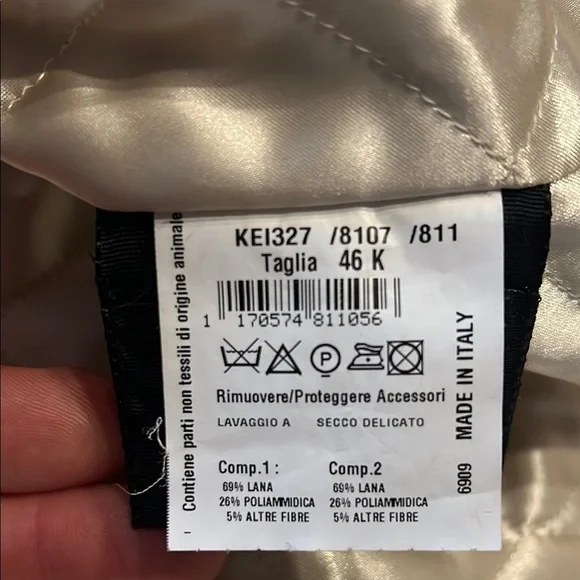 KEI327 /8107 /811
Taglia 46 K
1 170574 811056
P
Rimuovere/Proteggere Accessori
LAVAGGIO A SECCO DELICATO
Comp.1 : Comp.2
69% LANA 69% LANA
26% POLIAMMIDICA 26% POLIAMMIDICA
5% ALTRE FIBRE 5% ALTRE FIBRE
Contiene parti non tessili di origine animale
6909 MADE IN ITALY